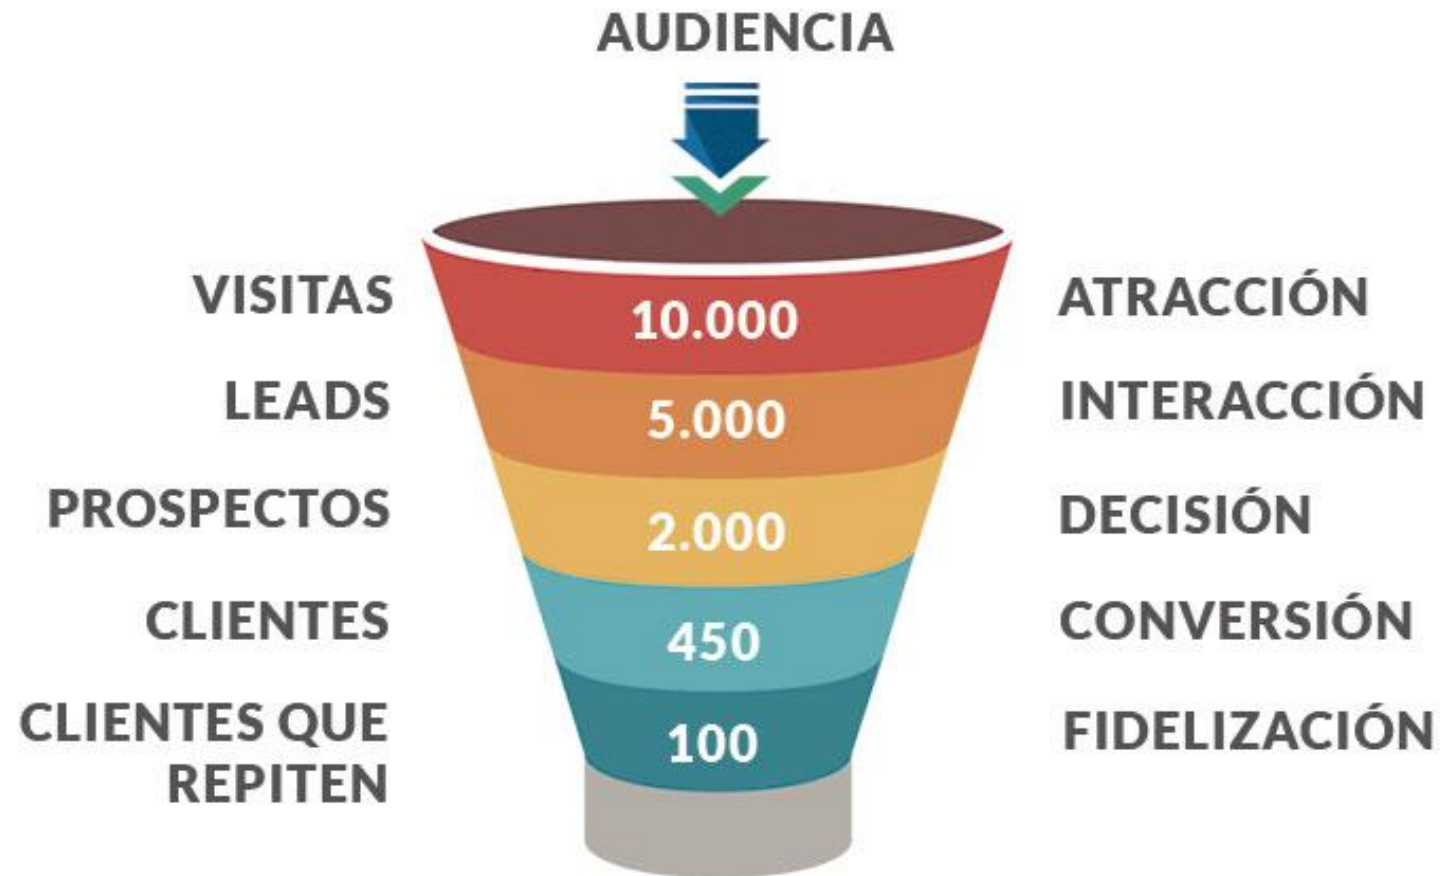 AUDIENCIA
VISITAS
10.000
ATRACCIÓN
LEADS
5.000
INTERACCIÓN
PROSPECTOS
2.000
DECISIÓN
CLIENTES
450
CONVERSIÓN
CLIENTES QUE
REPITEN
100
FIDELIZACIÓN